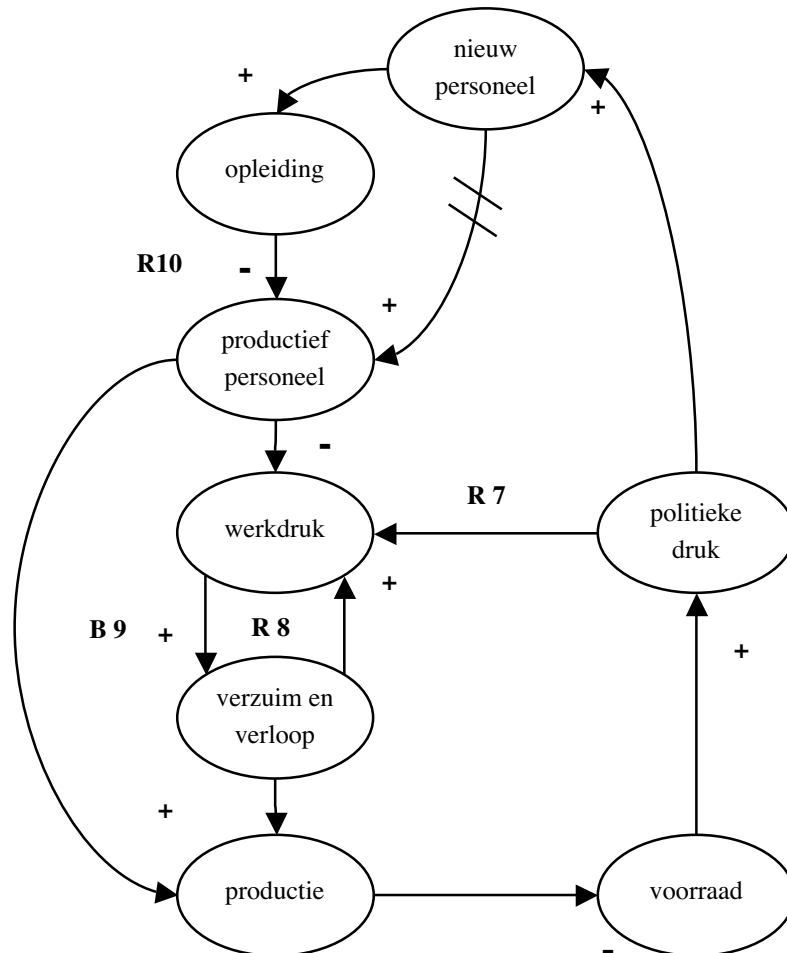 nieuw
personeel
+
+
opleiding
R10
-
+
productief
personeel
-
R 7
werkdruk
politieke
druk
+
B 9
+
R 8
+
verzuim en
verloop
+
productie
voorraad
-